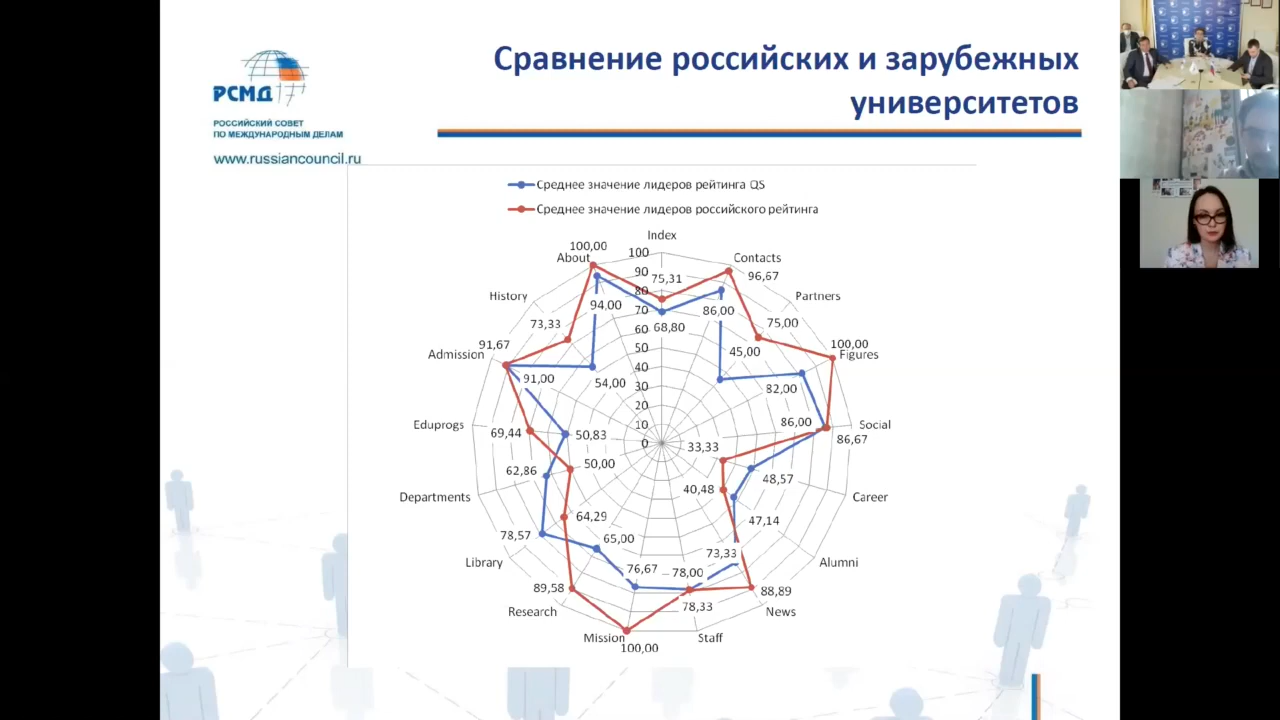 Сравнение российских и зарубежных
университетов
РСМД
РОССИЙСКИЙ СОВЕТ
ПО МЕЖДУНАРОДНЫМ ДЕЛАМ
www.russiancouncil.ru
Среднее значение лидеров рейтинга QS
Среднее значение лидеров российского рейтинга
Index
100,00
About
100
Contacts
90
96,67
75,31
80
History
94,00
86,00
Partners
70
73,33
68,80
75,00
60
91,67
45,00
100,00
50
Admission
Figures
40
91,00
54,00
82,00
30
20
Eduprogs
10
86,00
Social
69,44
50,83
0
33,33
86,67
62,86
50,00
48,57
Departments
40,48
Career
78,57
64,29
47,14
65,00
73,33
Library
76,67
78,00
Alumni
89,58
88,89
Research
78,33
News
Mission
Staff
100,00